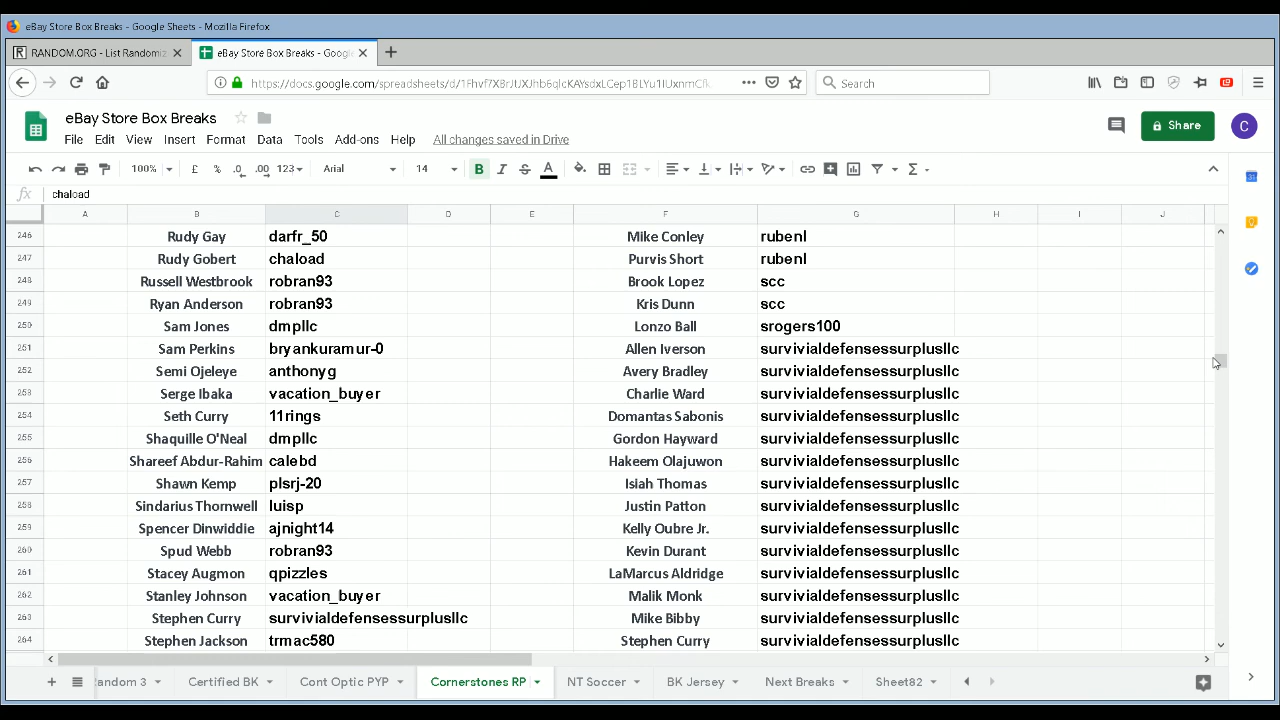 eBay Store Box Breaks - Google Sheets - Mozilla Firefox
RANDOM.ORG - List Randomiz
eBay Store Box Breaks - Google
Search
eBay Store Box Breaks
File Edit View Insert Format Data Tools Add-ons Help All changes saved in Drive
Share
C
100% £ % .0 .00 123 Arial 14 B I S A
fx chaload
A B C D E F G H I J
246 Rudy Gay darfr_50 Mike Conley rubenl
247 Rudy Gobert chaload Purvis Short rubenl
248 Russell Westbrook robran93 Brook Lopez scc
249 Ryan Anderson robran93 Kris Dunn scc
250 Sam Jones dmpllc Lonzo Ball srogers100
251 Sam Perkins bryankuramur-0 Allen Iverson survivialdefensessurplusllc
252 Semi Ojeleye anthonyg Avery Bradley survivialdefensessurplusllc
253 Serge Ibaka vacation_buyer Charlie Ward survivialdefensessurplusllc
254 Seth Curry 11rings Domantas Sabonis survivialdefensessurplusllc
255 Shaquille O'Neal dmpllc Gordon Hayward survivialdefensessurplusllc
256 Shareef Abdur-Rahim calebd Hakeem Olajuwon survivialdefensessurplusllc
257 Shawn Kemp plsrj-20 Isiah Thomas survivialdefensessurplusllc
258 Sindarius Thornwell luisp Justin Patton survivialdefensessurplusllc
259 Spencer Dinwiddie ajnight14 Kelly Oubre Jr. survivialdefensessurplusllc
260 Spud Webb robran93 Kevin Durant survivialdefensessurplusllc
261 Stacey Augmon qpizzles LaMarcus Aldridge survivialdefensessurplusllc
262 Stanley Johnson vacation_buyer Malik Monk survivialdefensessurplusllc
263 Stephen Curry survivialdefensessurplusllc Mike Bibby survivialdefensessurplusllc
264 Stephen Jackson trmac580 Stephen Curry survivialdefensessurplusllc
andom 3 Certified BK Cont Optic PYP Cornerstones RP NT Soccer BK Jersey Next Breaks Sheet82